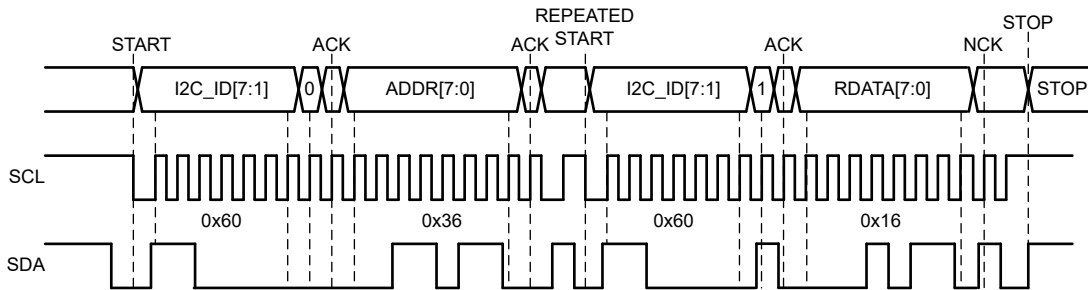 REPEATED START
STOP
START
ACK
ACK
ACK
NCK
I2C_ID[7:1]
0
ADDR[7:0]
I2C_ID[7:1]
1
RDATA[7:0]
STOP
SCL
0x60
0x36
0x60
0x16
SDA